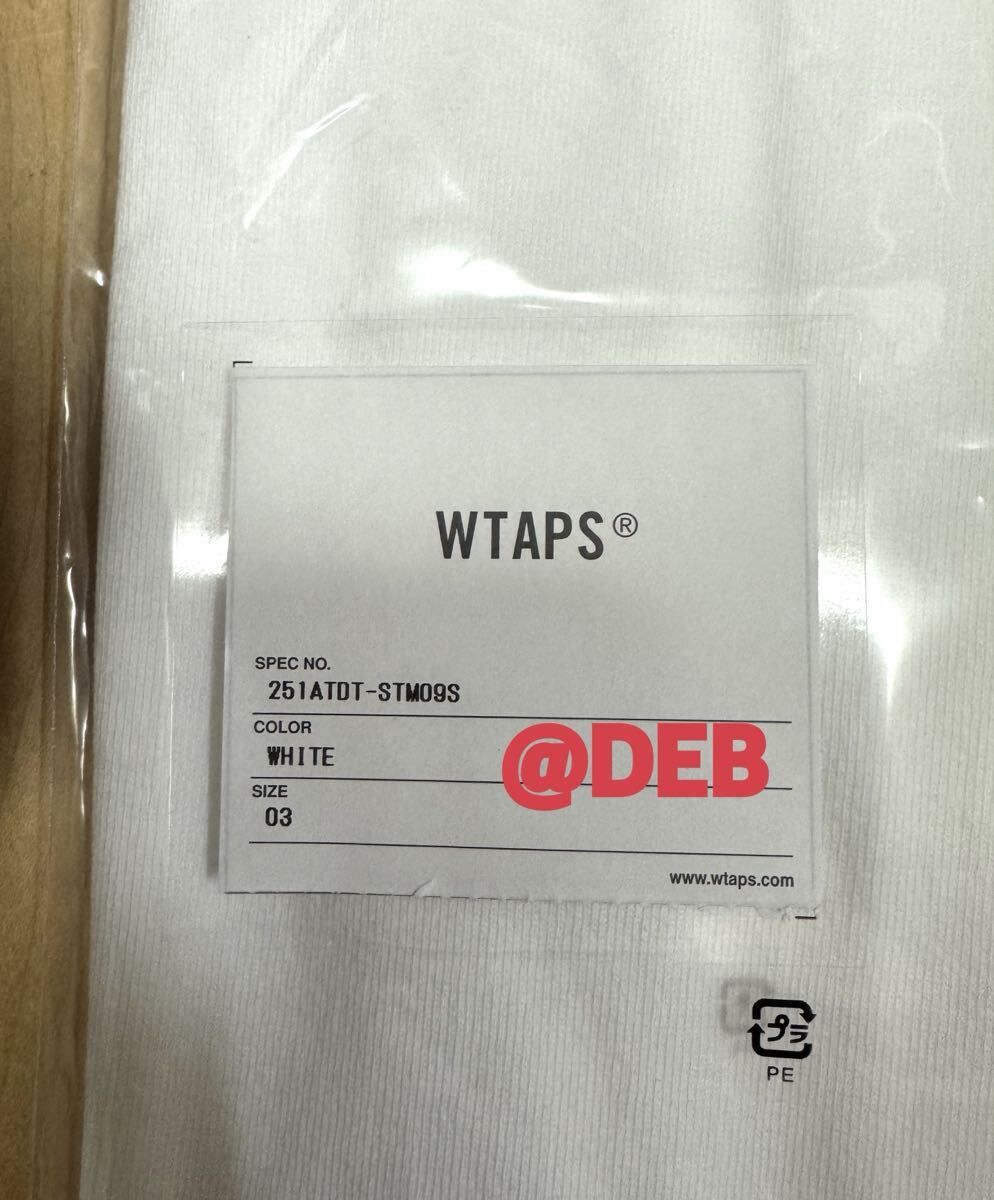 WTAPS®
SPEC NO.
251ATDT-STM09S
COLOR
WHITE
@DEB
SIZE
03
www.wtaps.com
プラ
PE